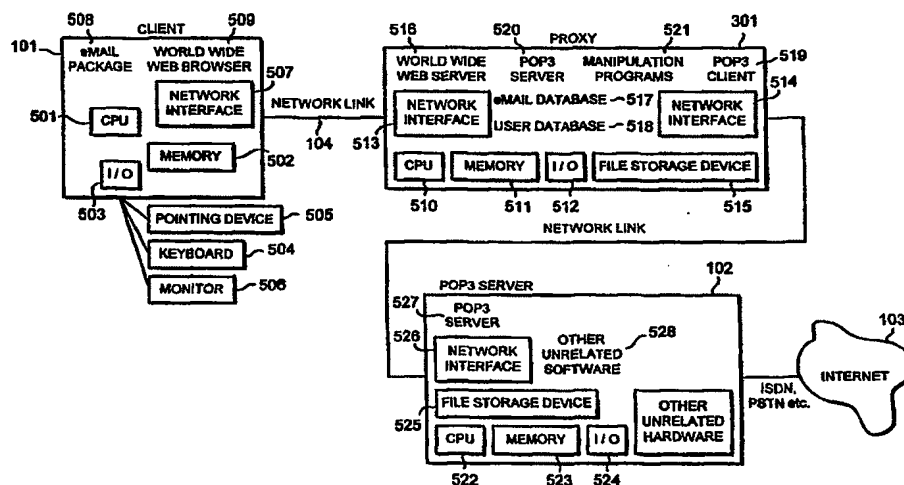 CLIENT
508
509
101
eMAIL PACKAGE
WORLD WIDE WEB BROWSER
507
NETWORK INTERFACE
501
CPU
MEMORY
502
I / O
503
POINTING DEVICE
505
KEYBOARD
504
MONITOR
506
NETWORK LINK
104
PROXY
516
520
521
301
WORLD WIDE WEB SERVER
POP3 SERVER
MANIPULATION PROGRAMS
POP3 CLIENT
519
514
NETWORK INTERFACE
513
eMAIL DATABASE
517
USER DATABASE
518
NETWORK INTERFACE
CPU
MEMORY
I / O
FILE STORAGE DEVICE
510
511
512
515
NETWORK LINK
POP3 SERVER
102
527
POP3 SERVER
526
NETWORK INTERFACE
OTHER UNRELATED SOFTWARE
528
FILE STORAGE DEVICE
525
CPU
MEMORY
I / O
OTHER UNRELATED HARDWARE
522
523
524
ISDN, PSTN etc.
103
INTERNET